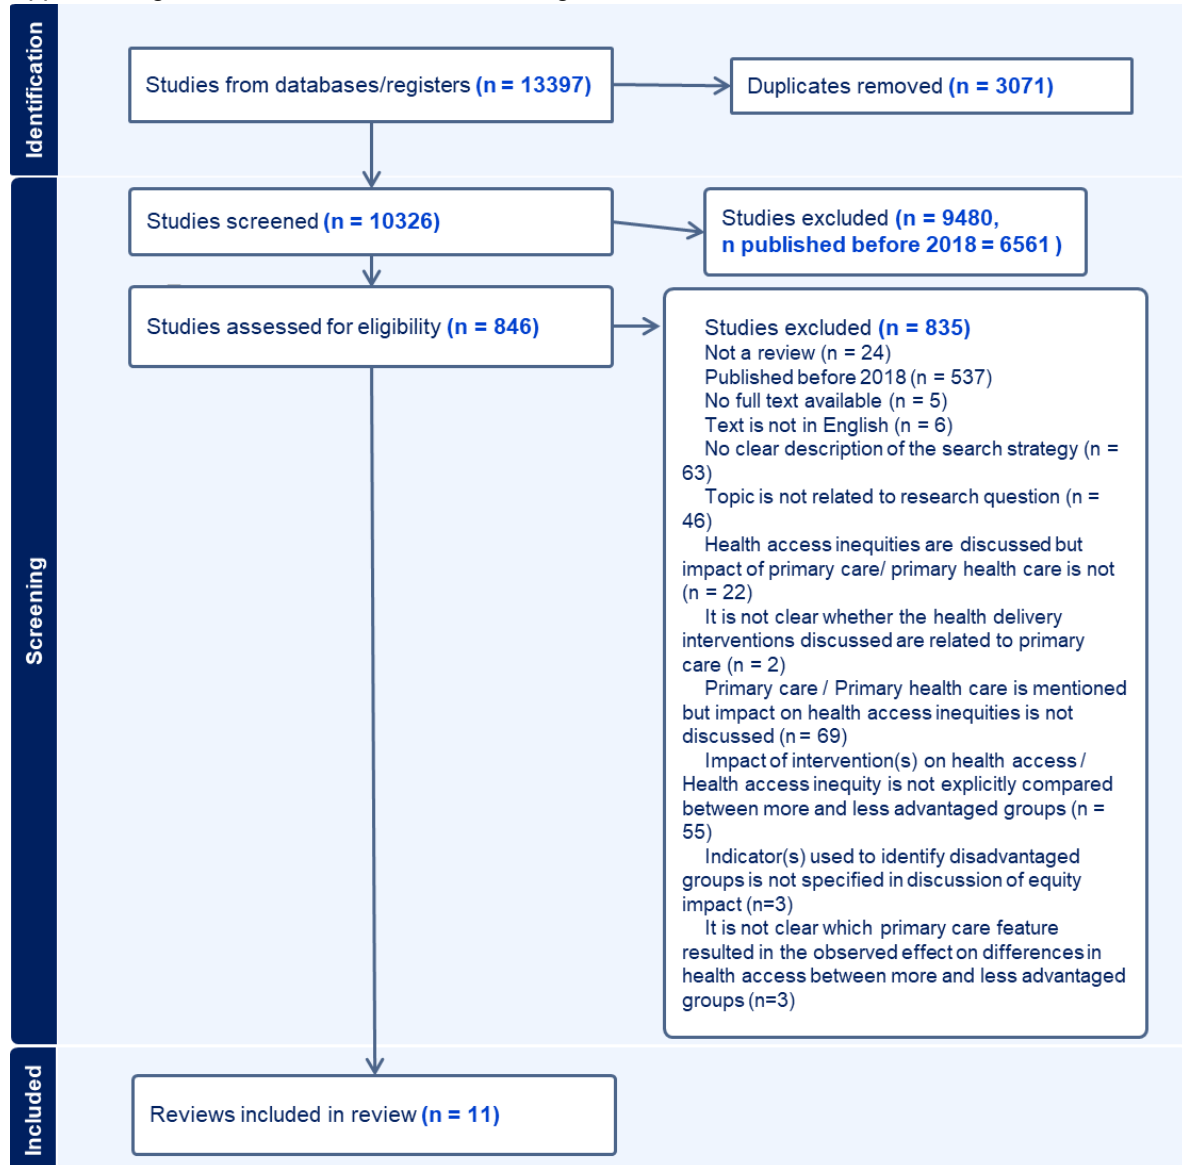 Identification
Studies from databases/registers (n = 13397)
Duplicates removed (n = 3071)
Screening
Studies screened (n = 10326)
Studies excluded (n = 9480,
n published before 2018 = 6561 )
Studies assessed for eligibility (n = 846)
Studies excluded (n = 835)
Not a review (n = 24)
Published before 2018 (n = 537)
No full text available (n = 5)
Text is not in English (n = 6)
No clear description of the search strategy (n =
63)
Topic is not related to research question (n =
46)
Health access inequities are discussed but
impact of primary care/ primary health care is not
(n = 22)
It is not clear whether the health delivery
interventions discussed are related to primary
care (n = 2)
Primary care / Primary health care is mentioned
but impact on health access inequities is not
discussed (n = 69)
Impact of intervention(s) on health access /
Health access inequity is not explicitly compared
between more and less advantaged groups (n =
55)
Indicator(s) used to identify disadvantaged
groups is not specified in discussion of equity
impact (n=3)
It is not clear which primary care feature
resulted in the observed effect on differences in
health access between more and less advantaged
groups (n=3)
Included
Reviews included in review (n = 11)